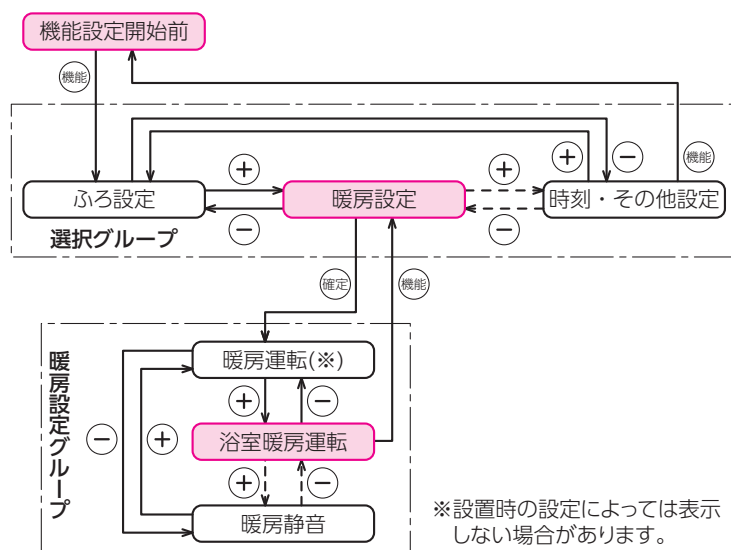 機能設定開始前
機能
+
−
+
−
機能
+
+
ふろ設定
暖房設定
時刻・その他設定
−
−
選択グループ
確定
機能
暖房設定グループ
暖房運転(※)
+
−
−
+
浴室暖房運転
+
−
暖房静音
※設置時の設定によっては表示
しない場合があります。